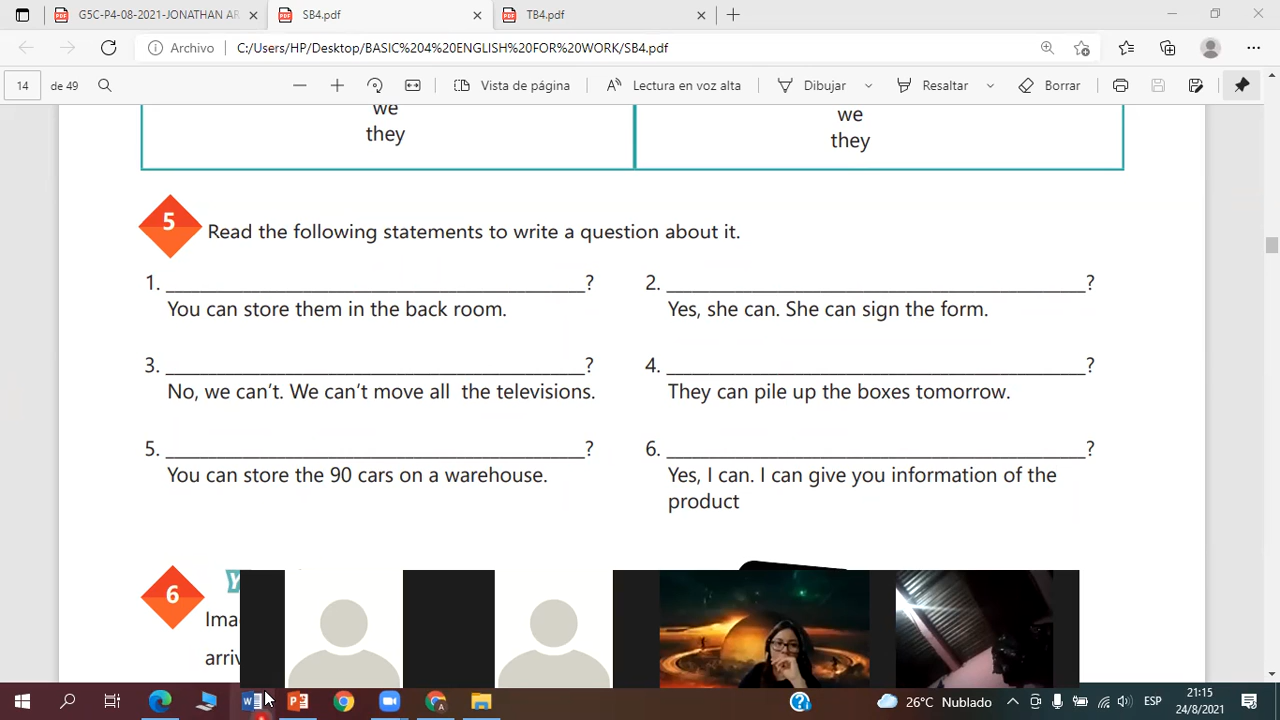 G5C-P4-08-2021-JONATHAN AR
SB4.pdf
TB4.pdf
Archivo
C:/Users/HP/Desktop/BASIC%204%20ENGLISH%20FOR%20WORK/SB4.pdf
14
de 49
Vista de página
Lectura en voz alta
Dibujar
Resaltar
Borrar
we
they
we
they
5
Read the following statements to write a question about it.
1. ?
You can store them in the back room.
2. ?
Yes, she can. She can sign the form.
3. ?
No, we can't. We can't move all the televisions.
4. ?
They can pile up the boxes tomorrow.
5. ?
You can store the 90 cars on a warehouse.
6. ?
Yes, I can. I can give you information of the
product
6
Ima
arriv
26°C Nublado
ESP
21:15
24/8/2021